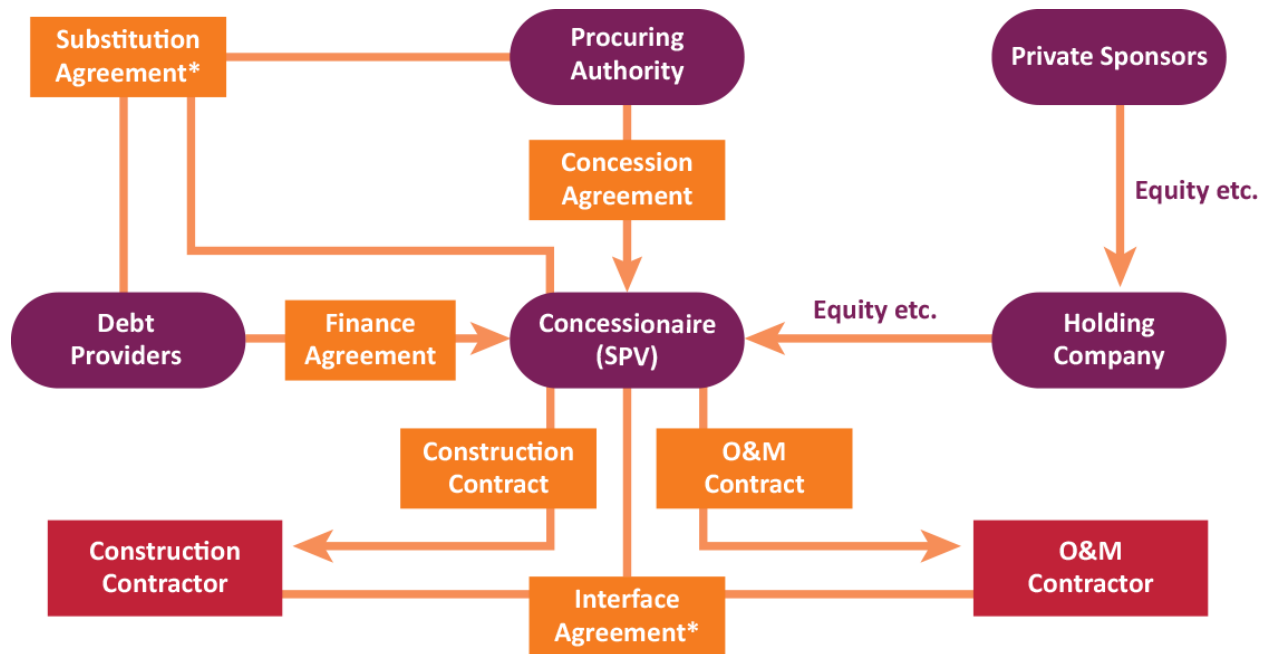 Substitution
Agreement*
Procuring
Authority
Private Sponsors
Concession
Agreement
Equity etc.
Debt
Providers
Finance
Agreement
Concessionaire
(SPV)
Equity etc.
Holding
Company
Construction
Contract
O&M
Contract
Construction
Contractor
Interface
Agreement*
O&M
Contractor